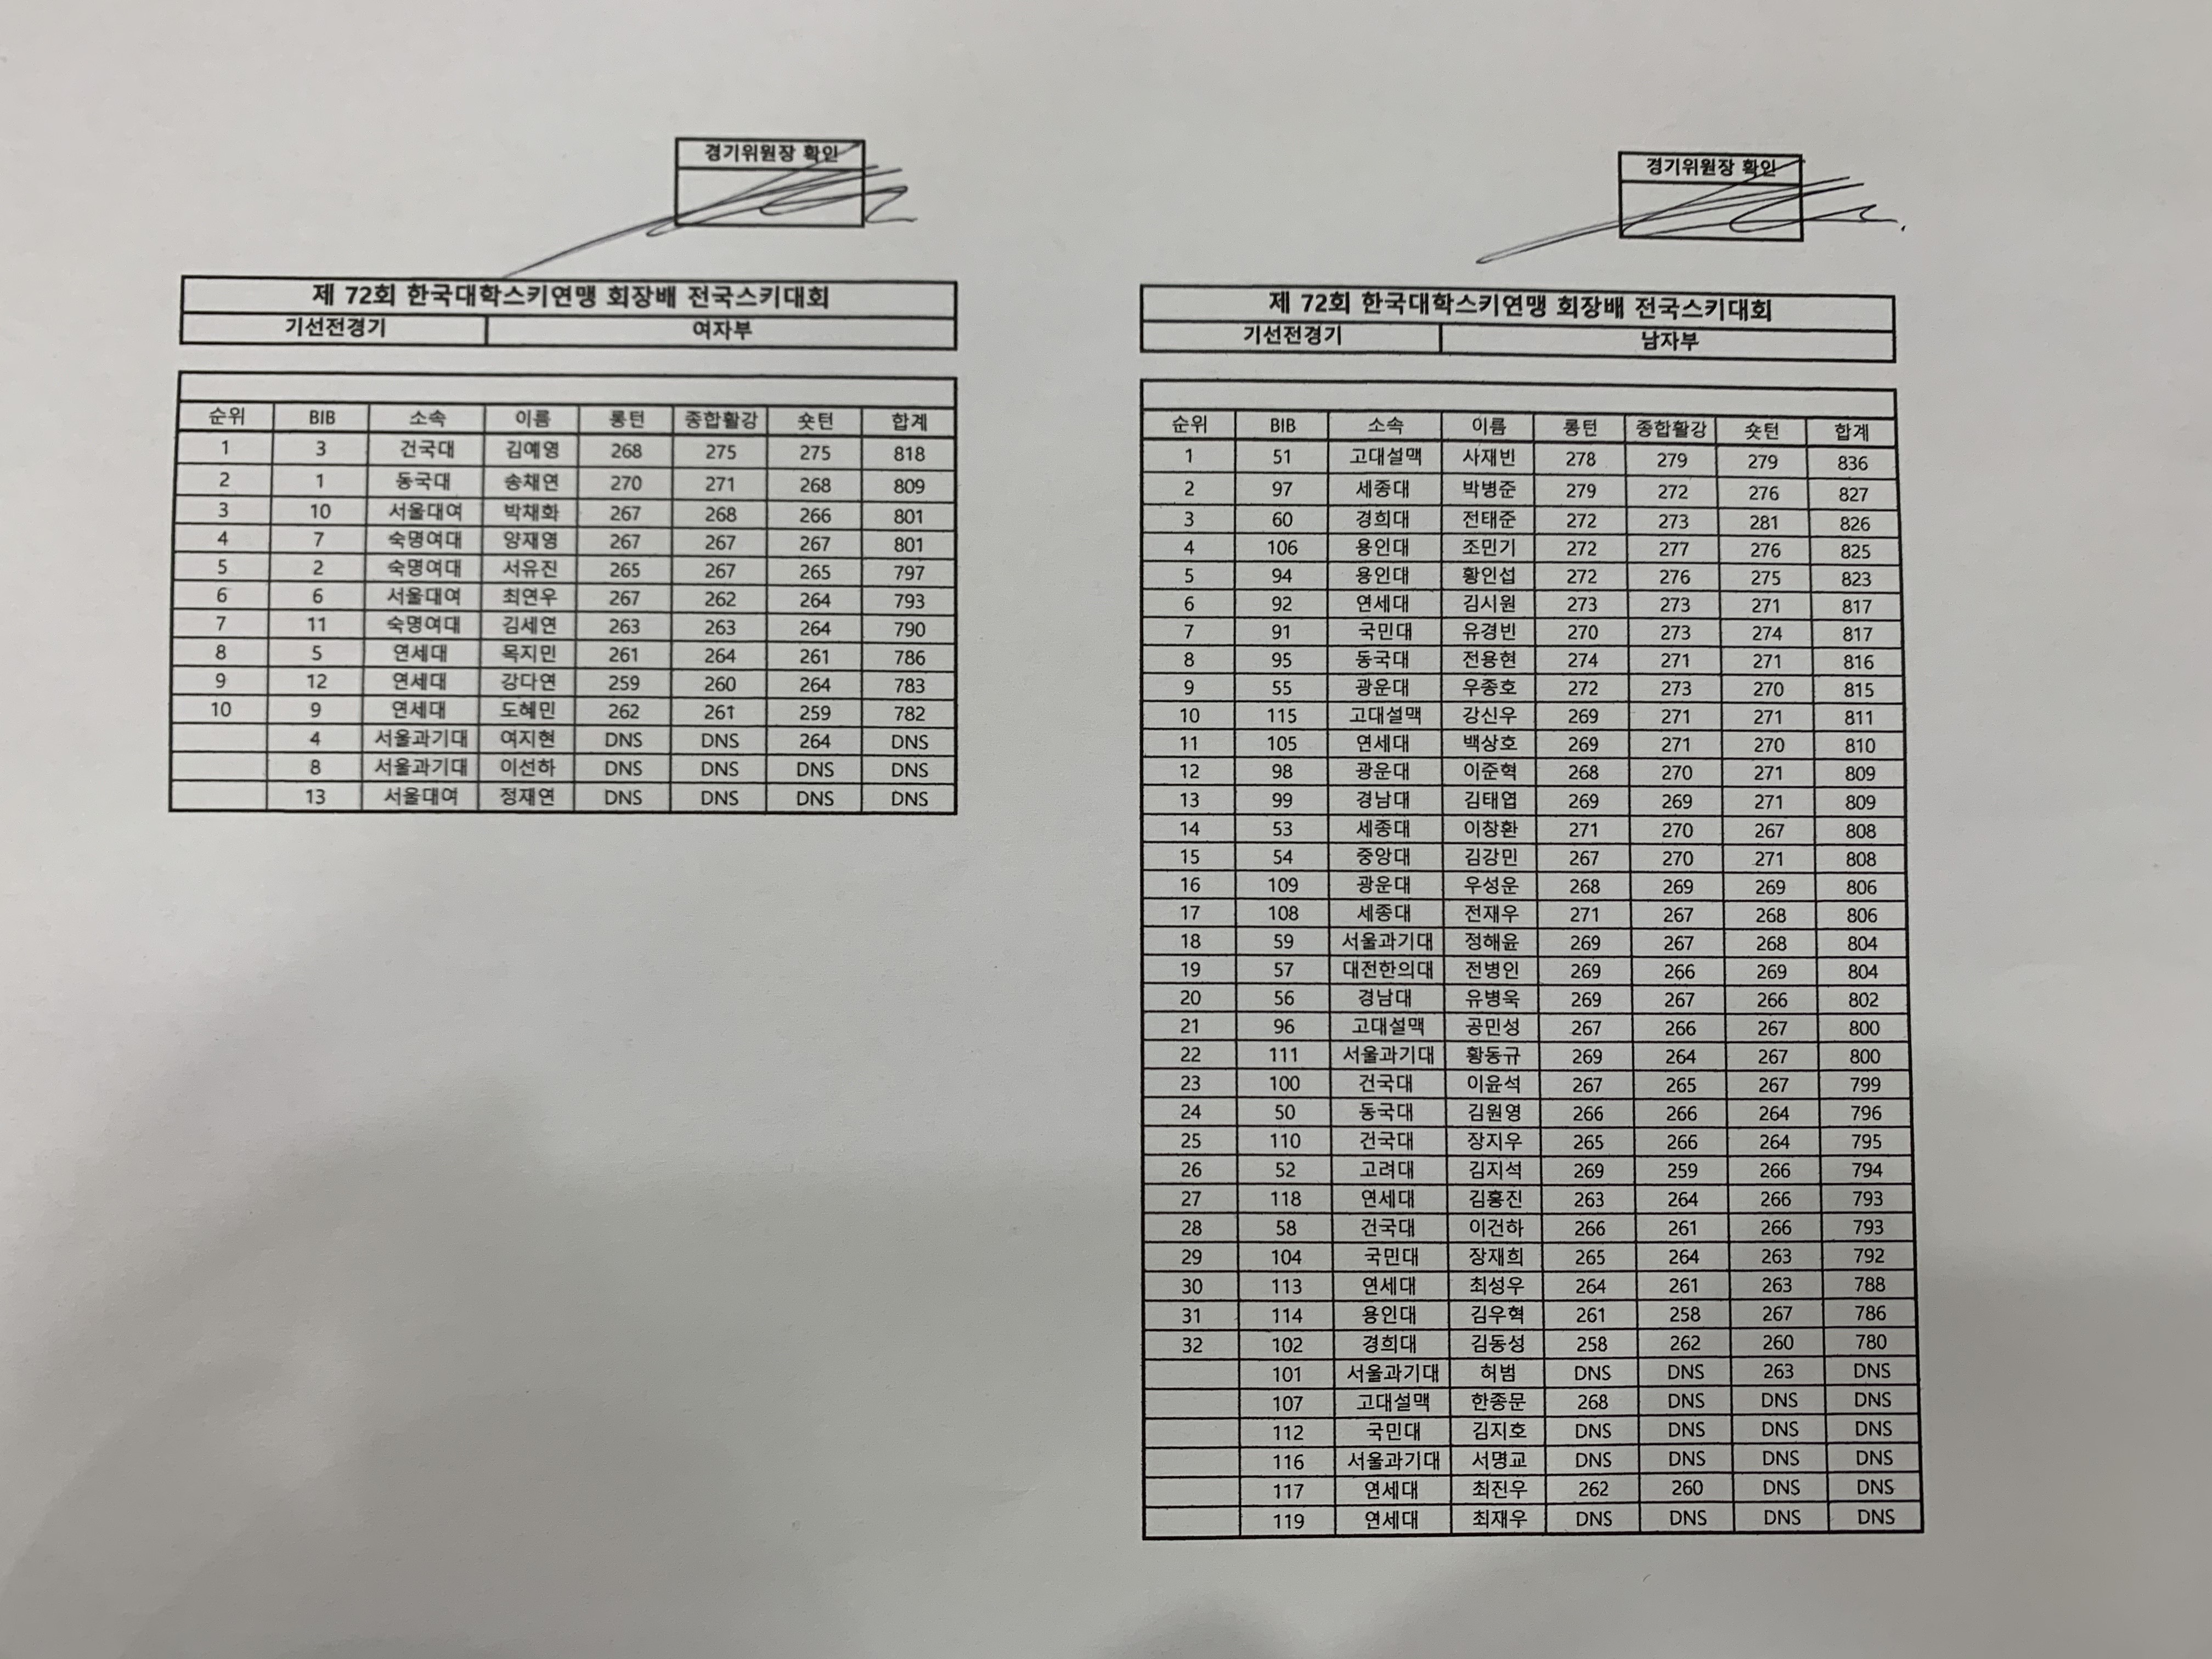 경기위원장 확인
제 72회 한국대학스키연맹 회장배 전국스키대회
기선전경기 여자부
순위 BIB 소속 이름 롱턴 종합활강 숏턴 합계
1 3 건국대 김예영 268 275 275 818
2 1 동국대 송채연 270 271 268 809
3 10 서울대여 박채화 267 268 266 801
4 7 숙명여대 양재영 267 267 267 801
5 2 숙명여대 서유진 265 267 265 797
6 6 서울대여 최연우 267 262 264 793
7 11 숙명여대 김세연 263 263 264 790
8 5 연세대 목지민 261 264 261 786
9 12 연세대 강다연 259 260 264 783
10 9 연세대 도혜민 262 261 259 782
4 서울과기대 여지현 DNS DNS 264 DNS
8 서울과기대 이선하 DNS DNS DNS DNS
13 서울대여 정재연 DNS DNS DNS DNS
경기위원장 확인
제 72회 한국대학스키연맹 회장배 전국스키대회
기선전경기 남자부
순위 BIB 소속 이름 롱턴 종합활강 숏턴 합계
1 51 고대설맥 사재빈 278 279 279 836
2 97 세종대 박병준 279 272 276 827
3 60 경희대 전태준 272 273 281 826
4 106 용인대 조민기 272 277 276 825
5 94 용인대 황인섭 272 276 275 823
6 92 연세대 김시원 273 273 271 817
7 91 국민대 유경빈 270 273 274 817
8 95 동국대 전용현 274 271 271 816
9 55 광운대 우종호 272 273 270 815
10 115 고대설맥 강신우 269 271 271 811
11 105 연세대 백상호 269 271 270 810
12 98 광운대 이준혁 268 270 271 809
13 99 경남대 김태엽 269 269 271 809
14 53 세종대 이창환 271 270 267 808
15 54 중앙대 김강민 267 270 271 808
16 109 광운대 우성운 268 269 269 806
17 108 세종대 전재우 271 267 268 806
18 59 서울과기대 정해윤 269 267 268 804
19 57 대전한의대 전병인 269 266 269 804
20 56 경남대 유병욱 269 267 266 802
21 96 고대설맥 공민성 267 266 267 800
22 111 서울과기대 황동규 269 264 267 800
23 100 건국대 이윤석 267 265 267 799
24 50 동국대 김원영 266 266 264 796
25 110 건국대 장지우 265 266 264 795
26 52 고려대 김지석 269 259 266 794
27 118 연세대 김홍진 263 264 266 793
28 58 건국대 이건하 266 261 266 793
29 104 국민대 장재희 265 264 263 792
30 113 연세대 최성우 264 261 263 788
31 114 용인대 김우혁 261 258 267 786
32 102 경희대 김동성 258 262 260 780
101 서울과기대 허범 DNS DNS 263 DNS
107 고대설맥 한종문 268 DNS DNS DNS
112 국민대 김지호 DNS DNS DNS DNS
116 서울과기대 서명교 DNS DNS DNS DNS
117 연세대 최진우 262 260 DNS DNS
119 연세대 최재우 DNS DNS DNS DNS